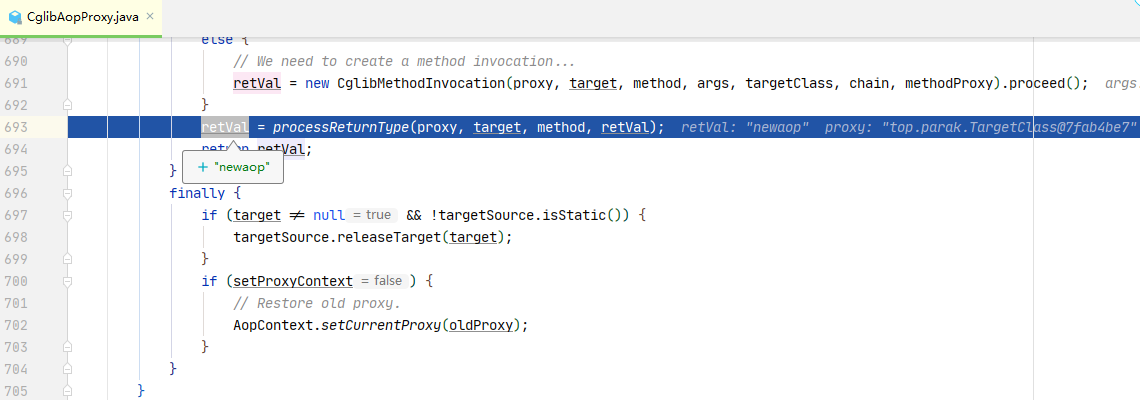 CglibAopProxy.java ×
689 else {
690 // We need to create a method invocation...
691 retVal = new CglibMethodInvocation(proxy, target, method, args, targetClass, chain, methodProxy).proceed(); args
692 }
693 retVal = processReturnType(proxy, target, method, retVal); retVal: "newaop" proxy: "top.parak.TargetClass@7fab4be7"
694 return retVal;
+ "newaop"
695 }
696 finally {
697 if (target ≠ null = true && !targetSource.isStatic()) {
698 targetSource.releaseTarget(target);
699 }
700 if (setProxyContext = false ) {
701 // Restore old proxy.
702 AopContext.setCurrentProxy(oldProxy);
703 }
704 }
705 }